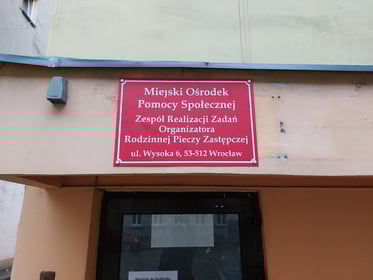 Miejski Ośrodek
Pomocy Społecznej
Zespół Realizacji Zadań
Organizatora
Rodzinnej Pieczy Zastępczej
ul. Wysoka 6, 53-512 Wrocław